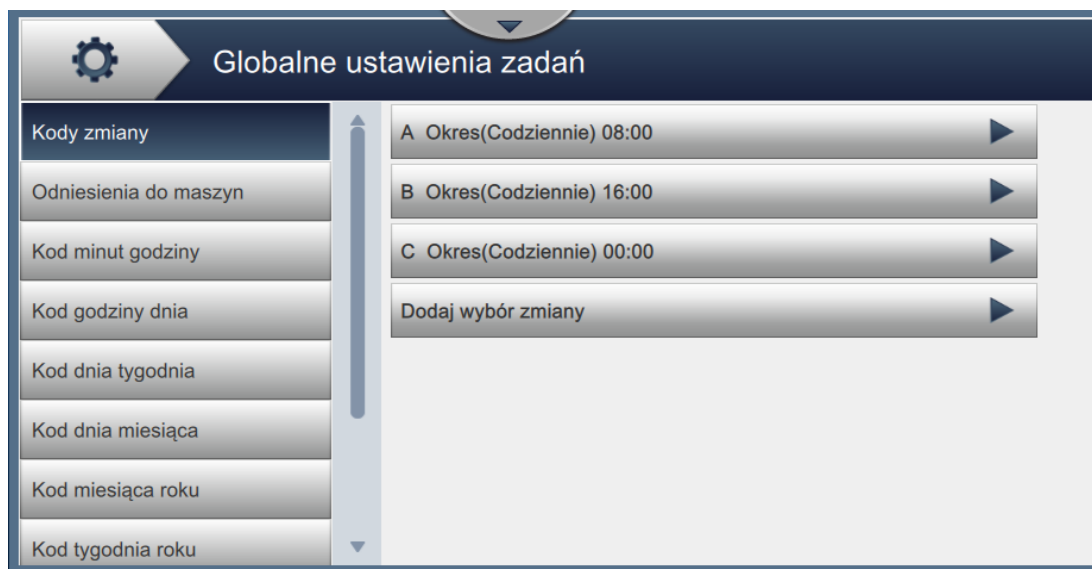 Globalne ustawienia zadań
Kody zmiany
Odniesienia do maszyn
Kod minut godziny
Kod godziny dnia
Kod dnia tygodnia
Kod dnia miesiąca
Kod miesiąca roku
Kod tygodnia roku
A Okres(Codziennie) 08:00
B Okres(Codziennie) 16:00
C Okres(Codziennie) 00:00
Dodaj wybór zmiany